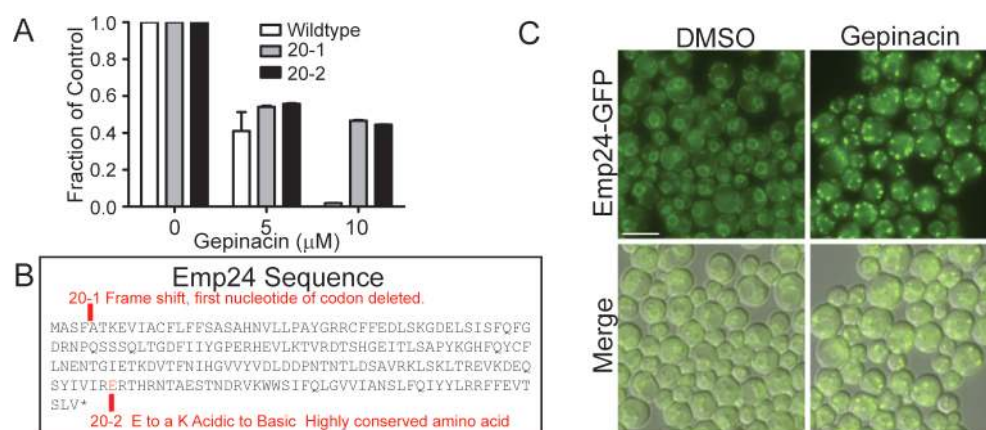 A
1.0
0.8
0.6
0.4
0.2
0.0
Fraction of Control
0
5
10
Gepinacin (μM)
Wildtype
20-1
20-2
B
Emp24 Sequence
20-1 Frame shift, first nucleotide of codon deleted.
MASFATKEVIACFLFFSASAHNVLLPAYGRRCFFEDLSKGDELSISFQFG
DRNPQSSSQLTGDFIIYGPERHEVLKTVRDTSHGEITLSAPYKGHFQYCF
LNENTGIETKDVTFNIHGVVYVDLDDPNTNTLDSAVRKLSKLTREVKDEQ
SYIVIRERTHRNTAESTNDRVKWWSIFQLGVVIANSLFQIYYLRRFFEVT
SLV*
20-2 E to a K Acidic to Basic Highly conserved amino acid
C
DMSO
Gepinacin
Emp24-GFP
Merge